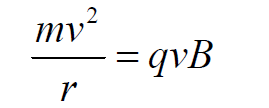 mv²/r = qvB